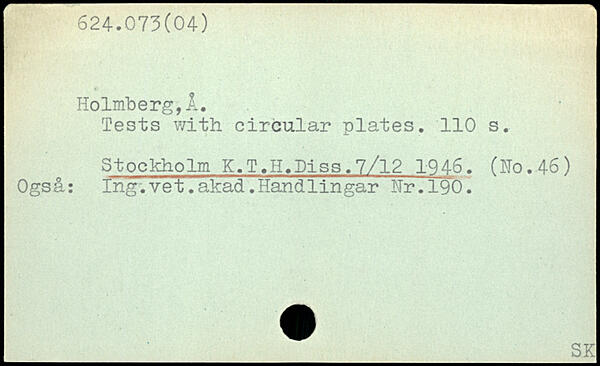 624.073(04)
Holmberg,Å.
Tests with circular plates. 110 s.
Stockholm K.T.H.Diss.7/12 1946. (No.46)
Også: Ing.vet.akad.Handlingar Nr.190.
SK